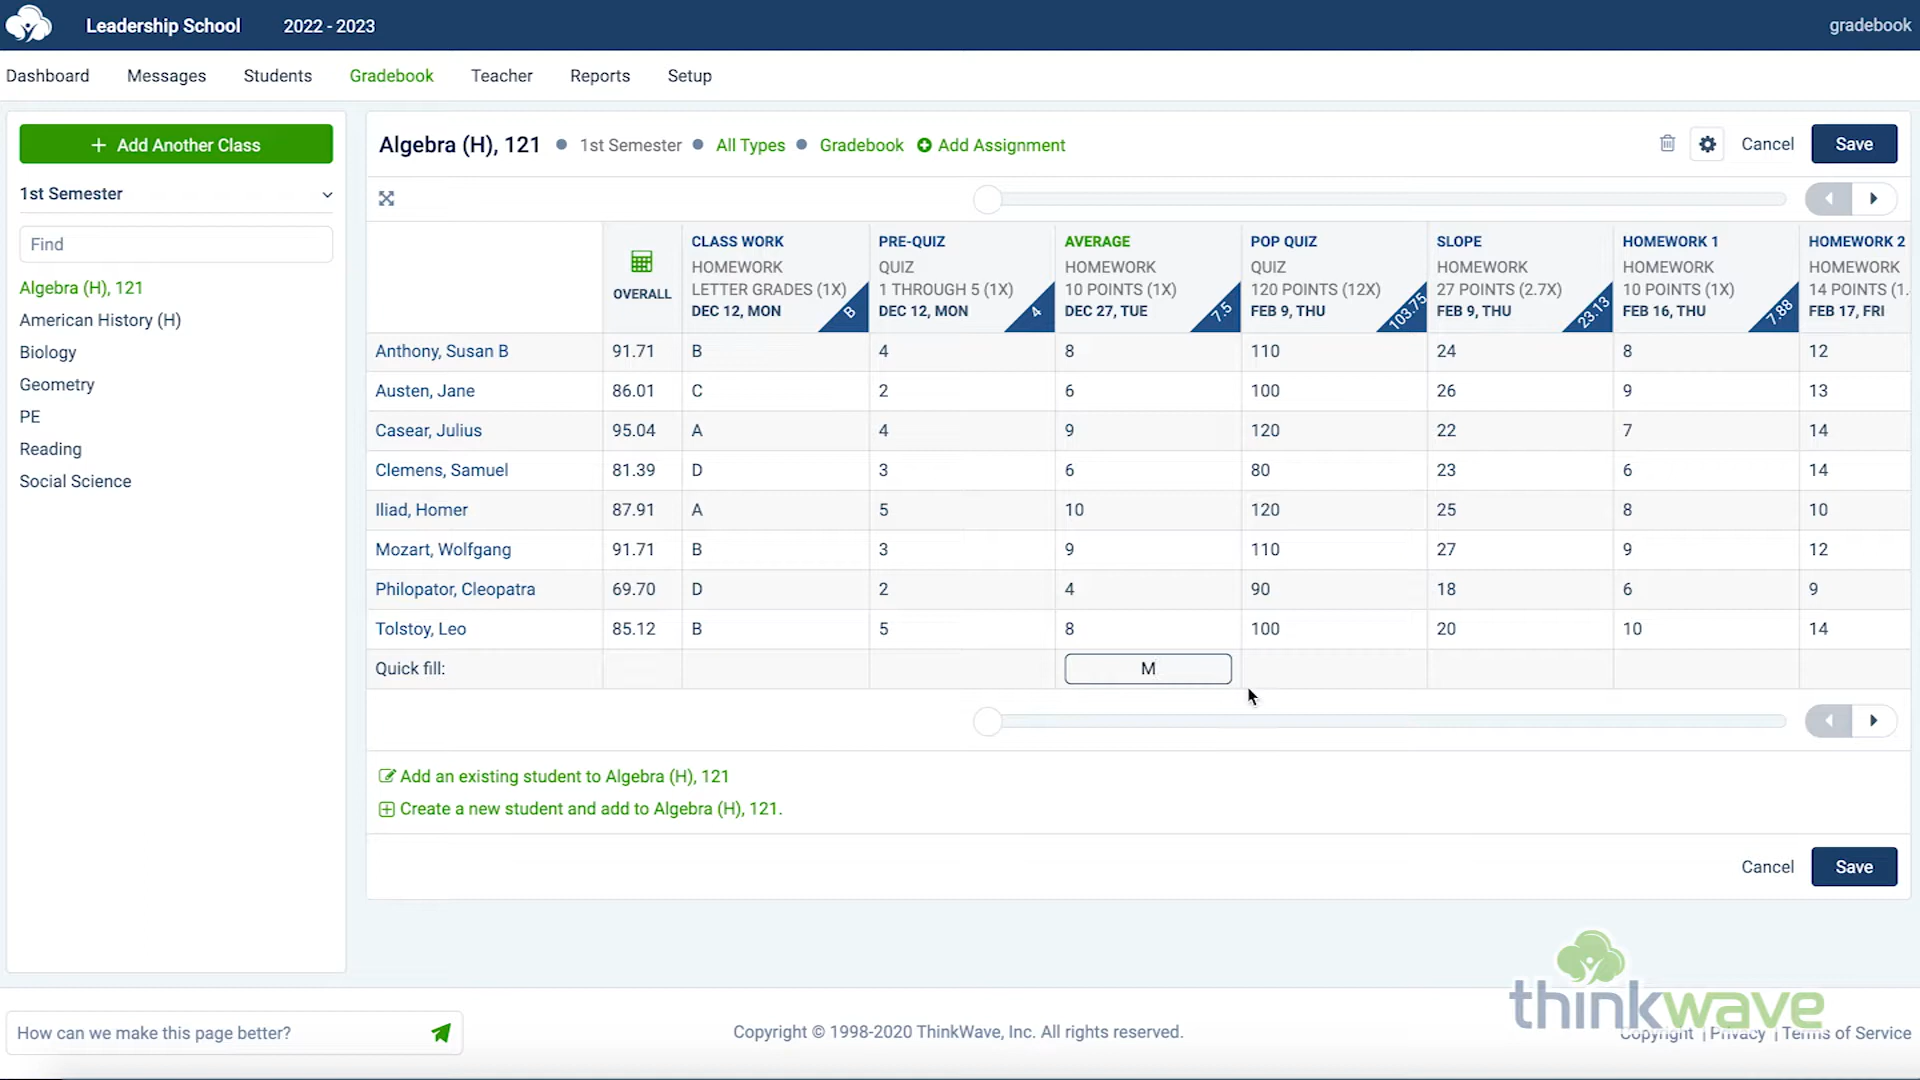 Leadership School 2022 - 2023 gradebook
Dashboard Messages Students Gradebook Teacher Reports Setup
+ Add Another Class
1st Semester
Find
Algebra (H), 121
American History (H)
Biology
Geometry
PE
Reading
Social Science
Algebra (H), 121 • 1st Semester • All Types • Gradebook Add Assignment Cancel Save
OVERALL
CLASS WORK
HOMEWORK
LETTER GRADES (1X)
DEC 12, MON
B
PRE-QUIZ
QUIZ
1 THROUGH 5 (1X)
DEC 12, MON
4
AVERAGE
HOMEWORK
10 POINTS (1X)
DEC 27, TUE
7.5
POP QUIZ
QUIZ
120 POINTS (12X)
FEB 9, THU
103.75
SLOPE
HOMEWORK
27 POINTS (2.7X)
FEB 9, THU
23.13
HOMEWORK 1
HOMEWORK
10 POINTS (1X)
FEB 16, THU
7.88
HOMEWORK 2
HOMEWORK
14 POINTS (1.
FEB 17, FRI
Anthony, Susan B 91.71 B 4 8 110 24 8 12
Austen, Jane 86.01 C 2 6 100 26 9 13
Casear, Julius 95.04 A 4 9 120 22 7 14
Clemens, Samuel 81.39 D 3 6 80 23 6 14
Iliad, Homer 87.91 A 5 10 120 25 8 10
Mozart, Wolfgang 91.71 B 3 9 110 27 9 12
Philopator, Cleopatra 69.70 D 2 4 90 18 6 9
Tolstoy, Leo 85.12 B 5 8 100 20 10 14
Quick fill: M
Add an existing student to Algebra (H), 121
Create a new student and add to Algebra (H), 121.
Cancel Save
thinkwave
How can we make this page better? Copyright © 1998-2020 ThinkWave, Inc. All rights reserved. Copyright | Privacy | Terms of Service